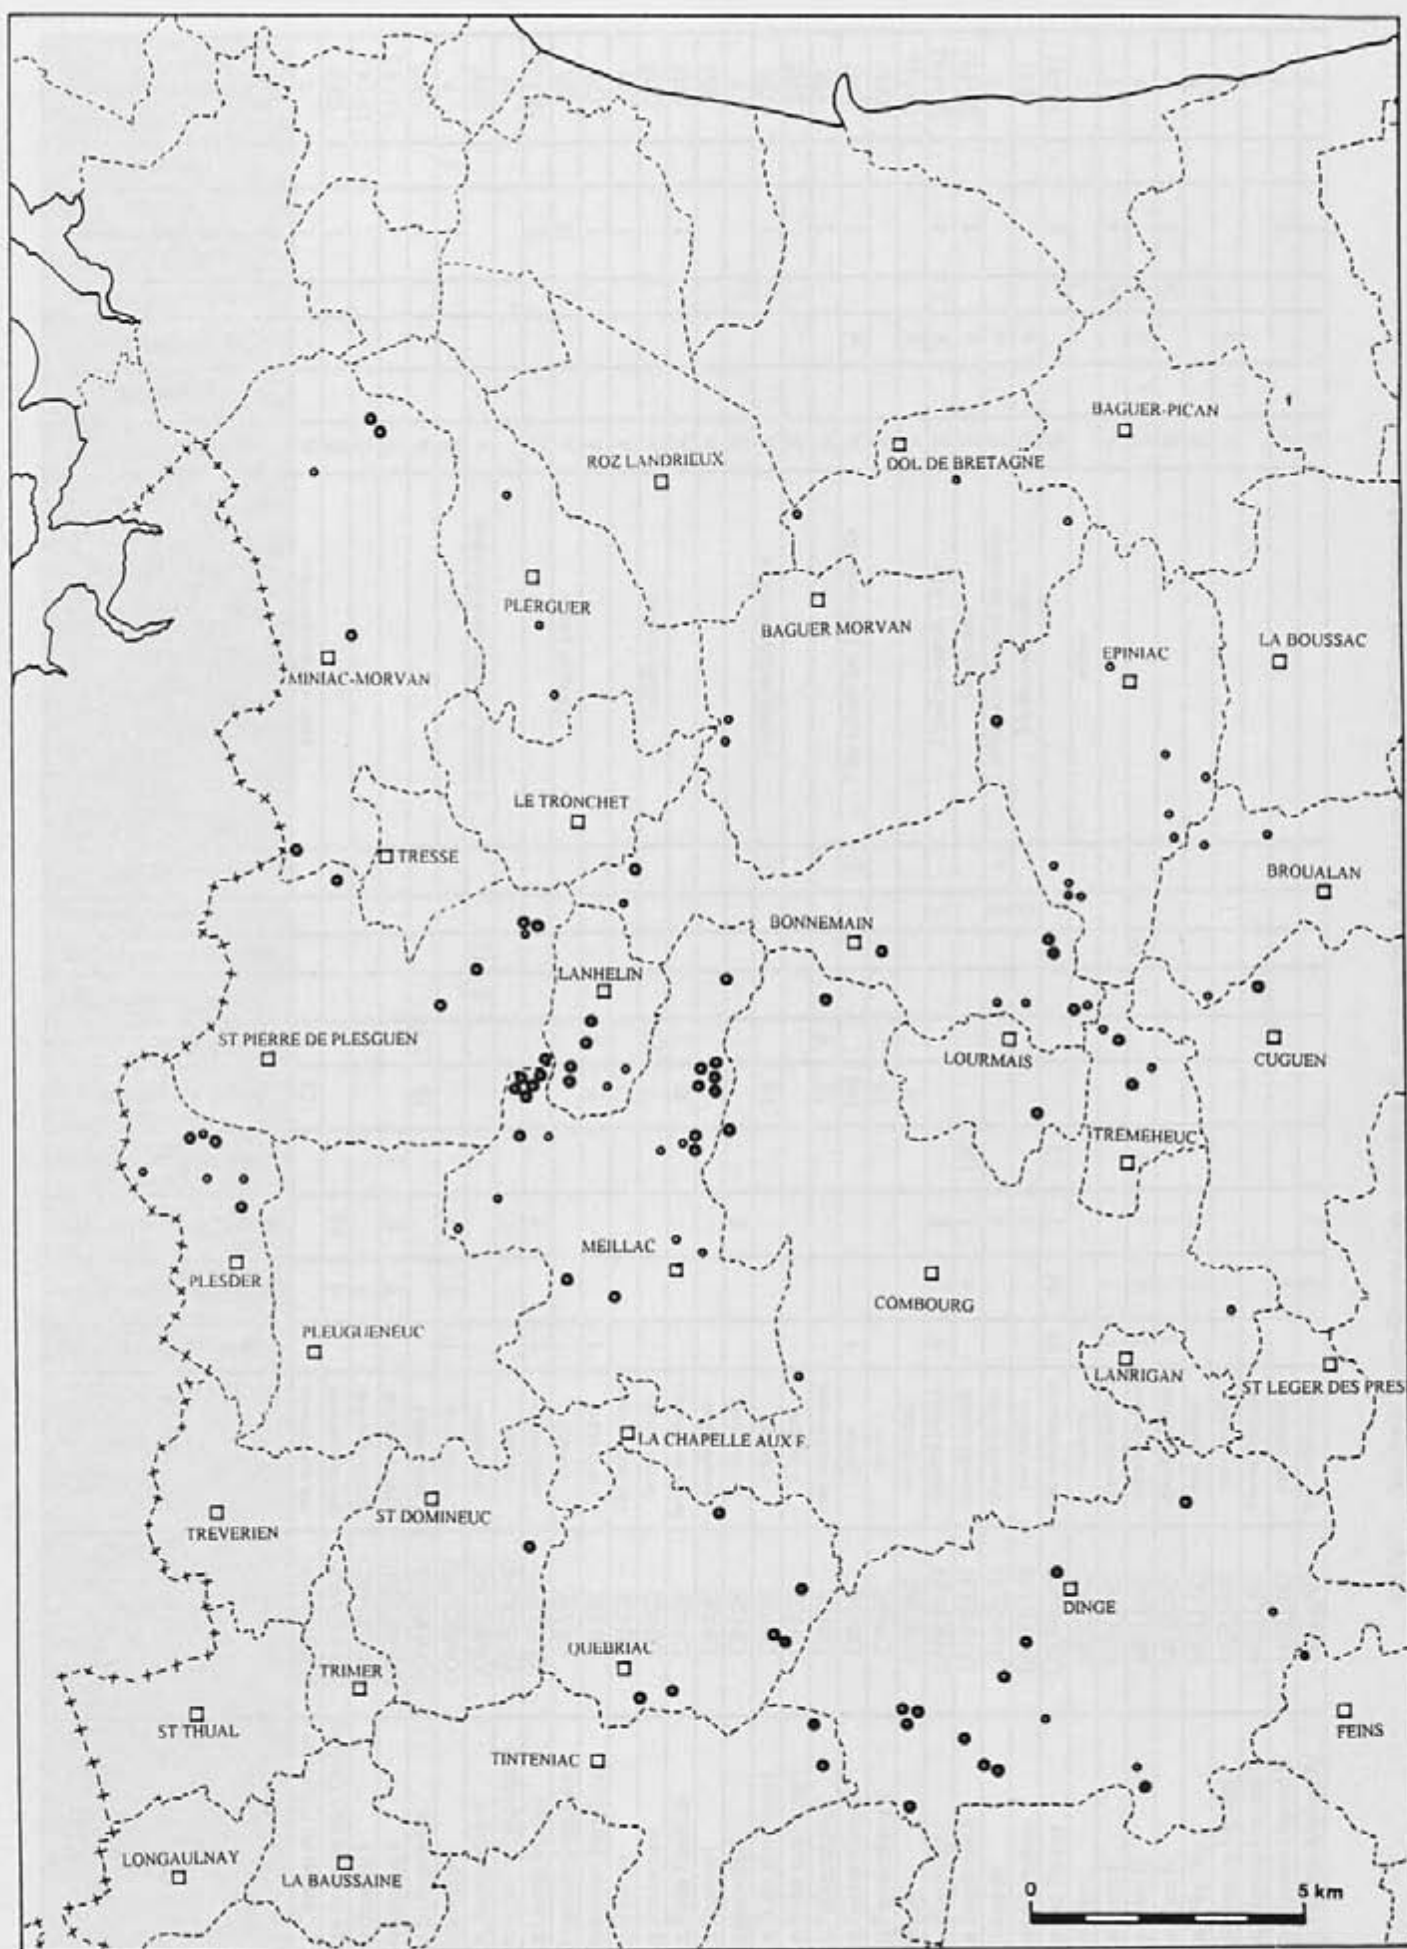 BAGUER-PICAN
1
ROZ LANDRIEUX
DOL DE BRETAGNE
PLERGUER
BAGUER MORVAN
LA BOUSSAC
EPINIAC
MINIAC-MORVAN
LE TRONCHET
TRESSE
BROUALAN
BONNEMAIN
LANHELIN
ST PIERRE DE PLESGUEN
LOURMAIS
CUGUEN
TREMEHEUC
MEILLAC
PLESDER
COMBOURG
PLEUGUENEUC
LANRIGAN
ST LEGER DES PRES
LA CHAPELLE AUX F.
ST DOMINEUC
TREVERIEN
DINGE
QUEBRIAC
TRIMER
ST THUAL
FEINS
TINTENIAC
LONGAULNAY
LA BAUSSAINE
0 5 km